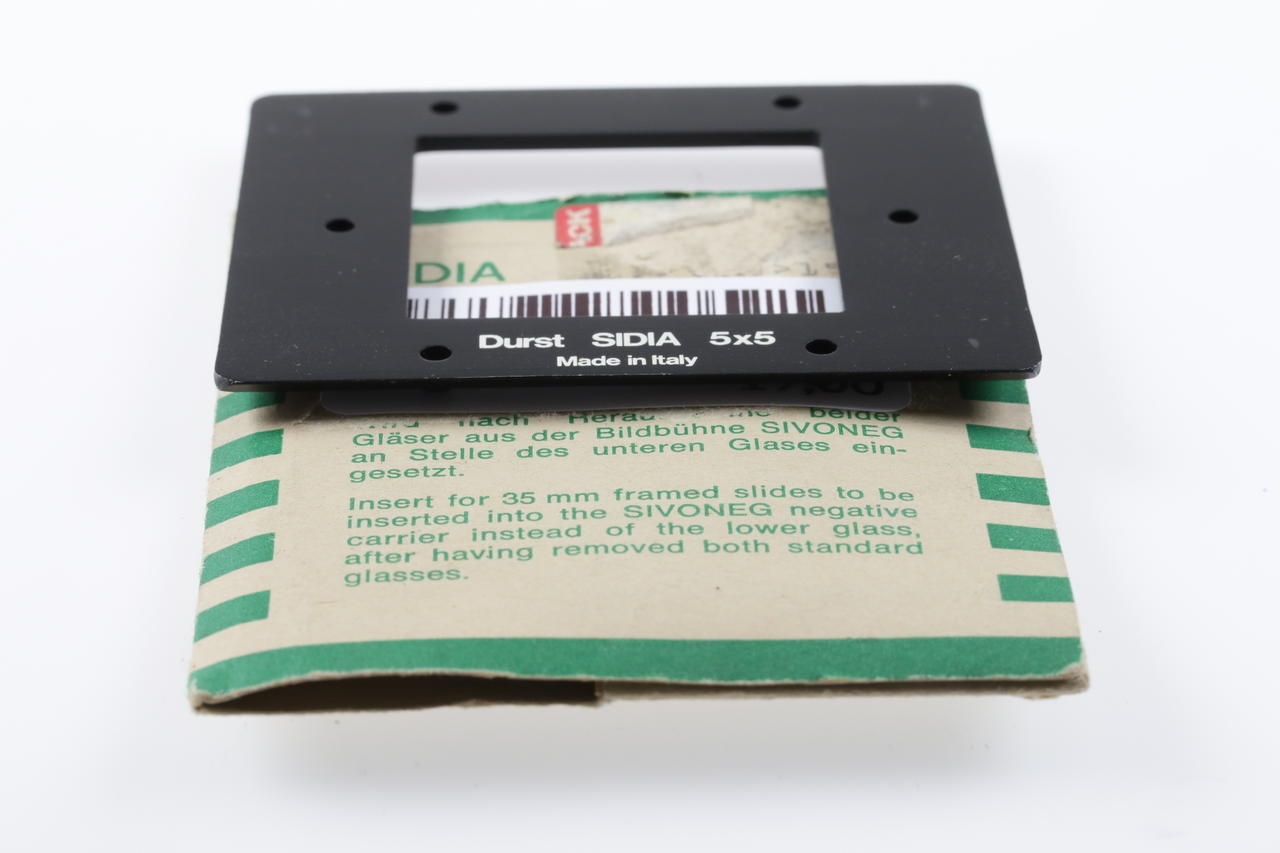 DIA
Durst SIDIA 5x5
Made in Italy
nach
beider
Gläser aus der Bildbühne SIVONEG
an Stelle des unteren Glases ein-
gesetzt.
Insert for 35 mm framed slides to be
inserted into the SIVONEG negative
carrier instead of the lower glass,
after having removed both standard
glasses.